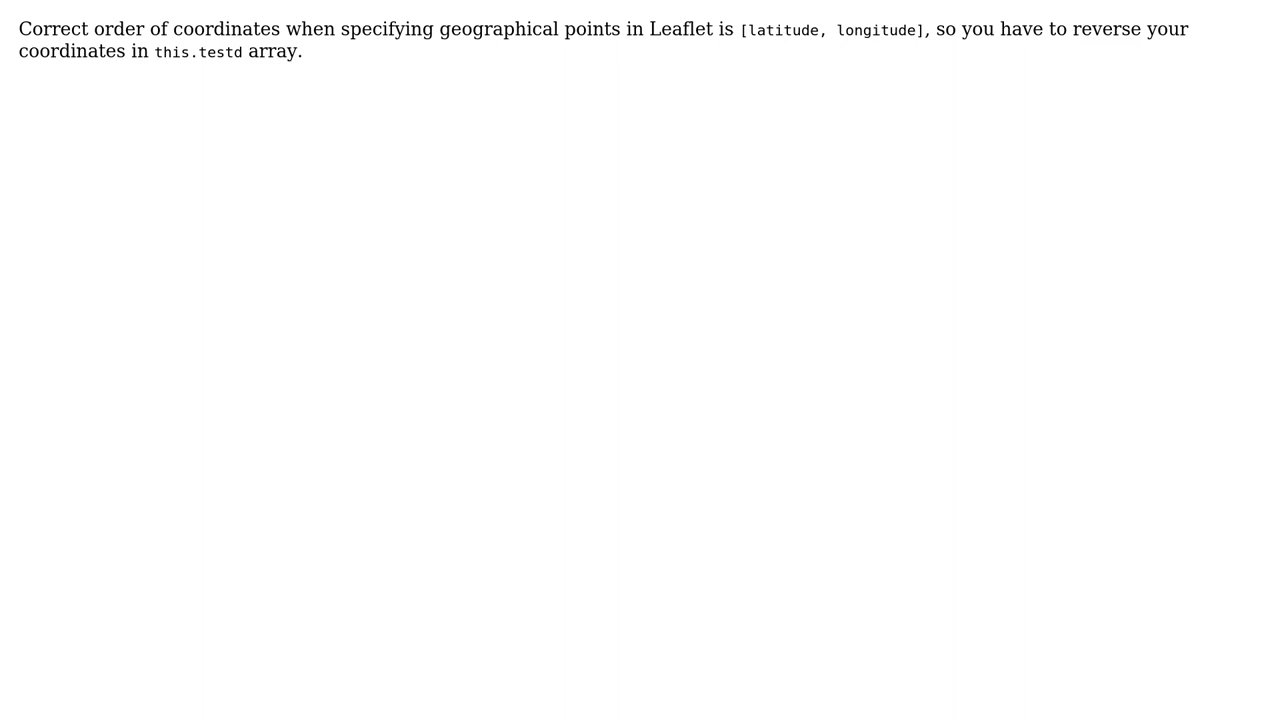 Correct order of coordinates when specifying geographical points in Leaflet is [latitude, longitude], so you have to reverse your
coordinates in this.testd array.